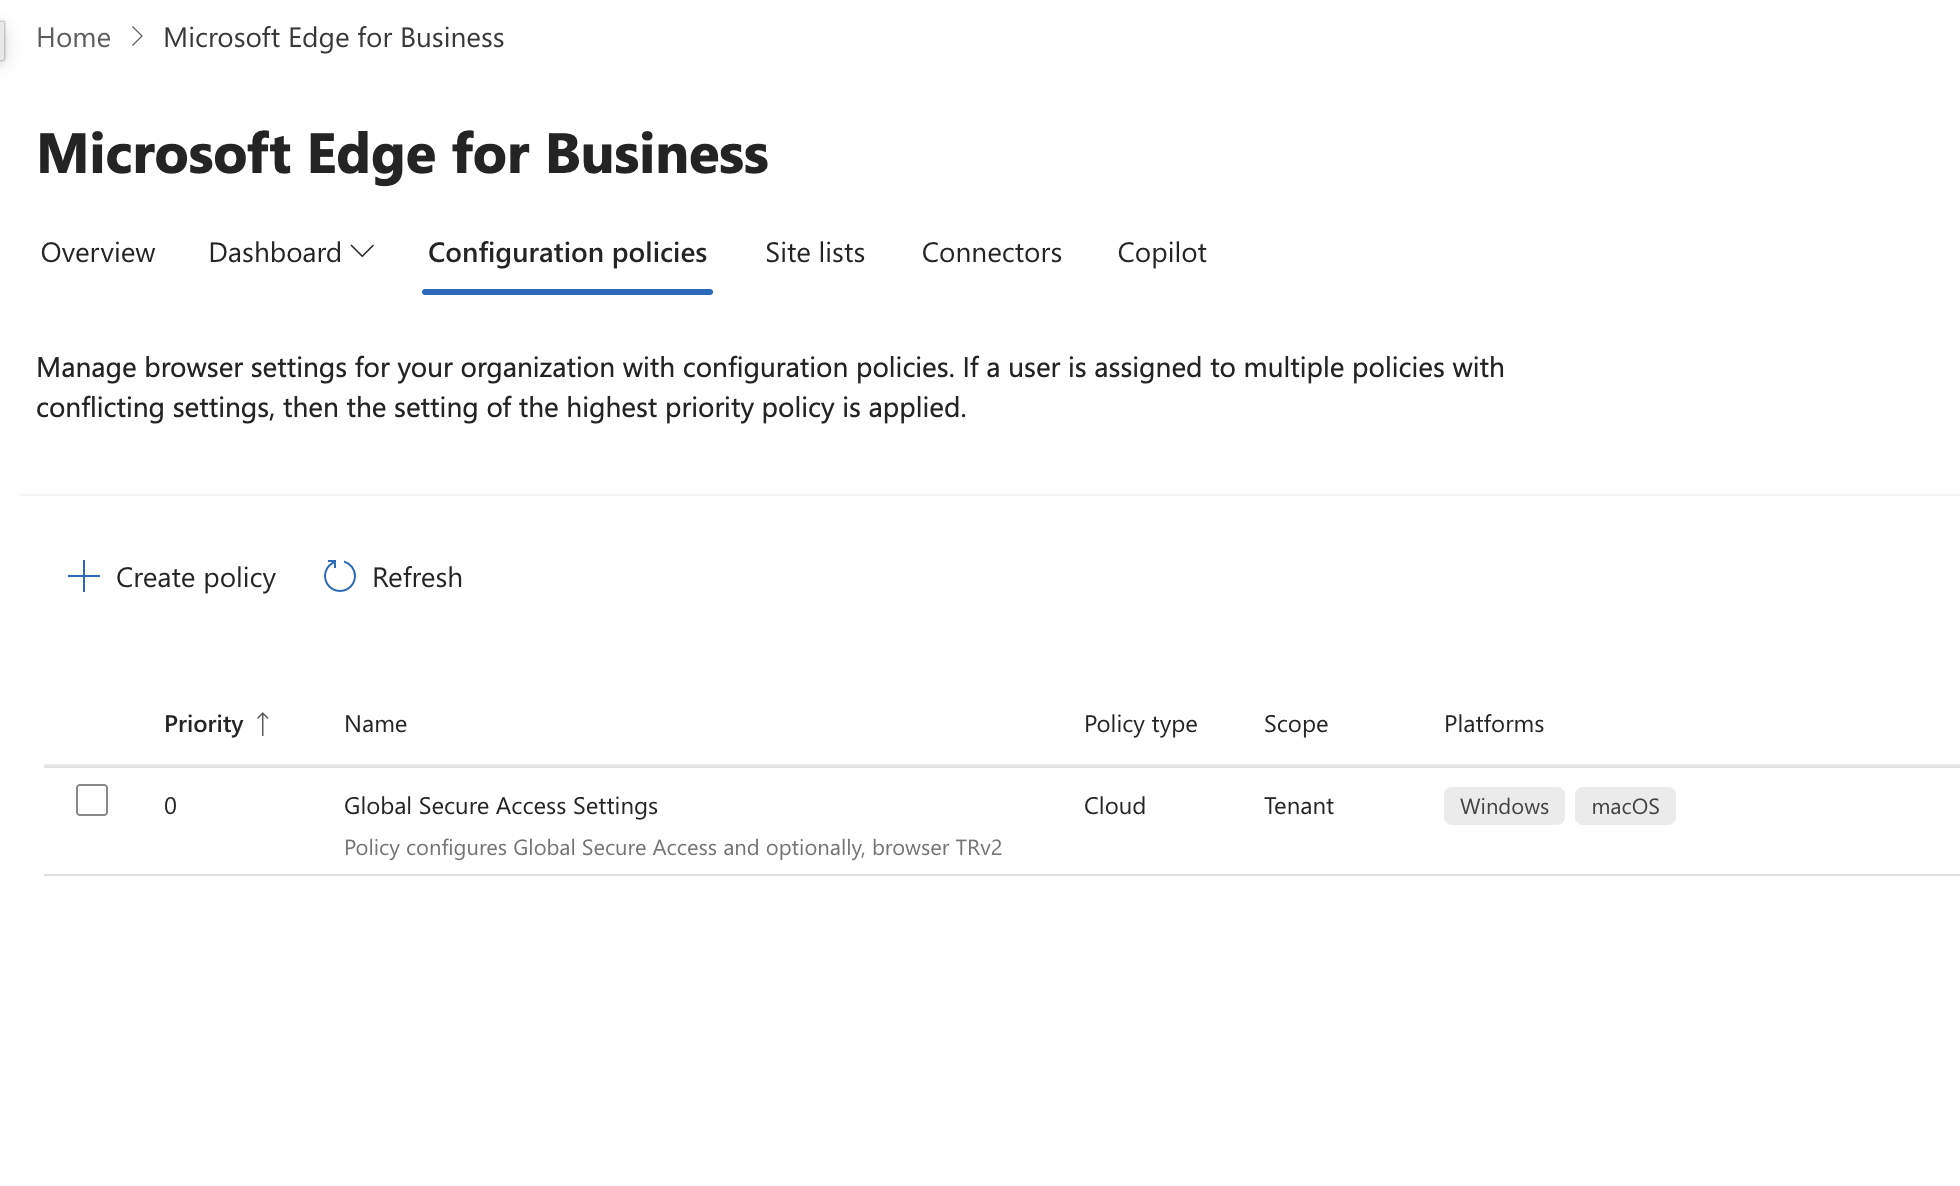 Home > Microsoft Edge for Business
Microsoft Edge for Business
Overview Dashboard Configuration policies Site lists Connectors Copilot
Manage browser settings for your organization with configuration policies. If a user is assigned to multiple policies with
conflicting settings, then the setting of the highest priority policy is applied.
Create policy Refresh
Priority ↑ Name Policy type Scope Platforms
0 Global Secure Access Settings Cloud Tenant Windows macOS
Policy configures Global Secure Access and optionally, browser TRv2